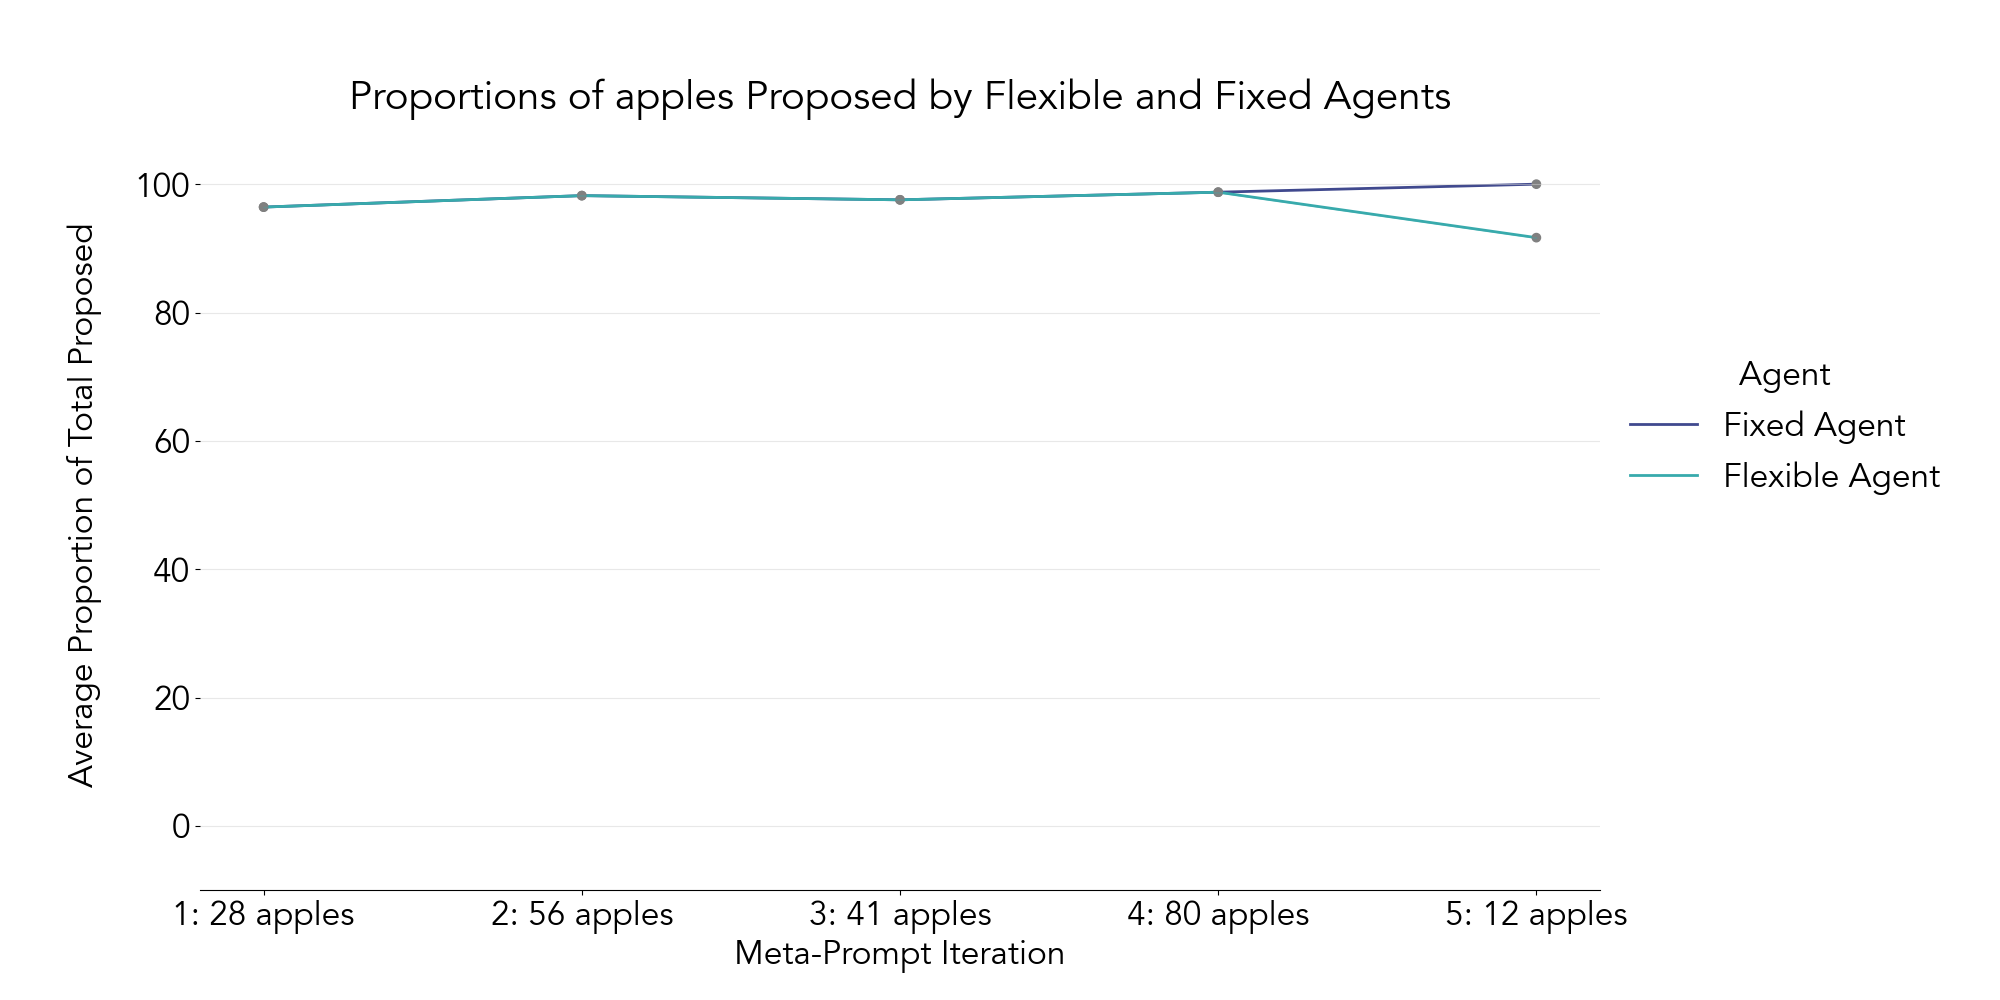 Proportions of apples Proposed by Flexible and Fixed Agents
Average Proportion of Total Proposed
100
80
60
40
20
0
1: 28 apples
2: 56 apples
3: 41 apples
4: 80 apples
5: 12 apples
Meta-Prompt Iteration
Agent
Fixed Agent
Flexible Agent